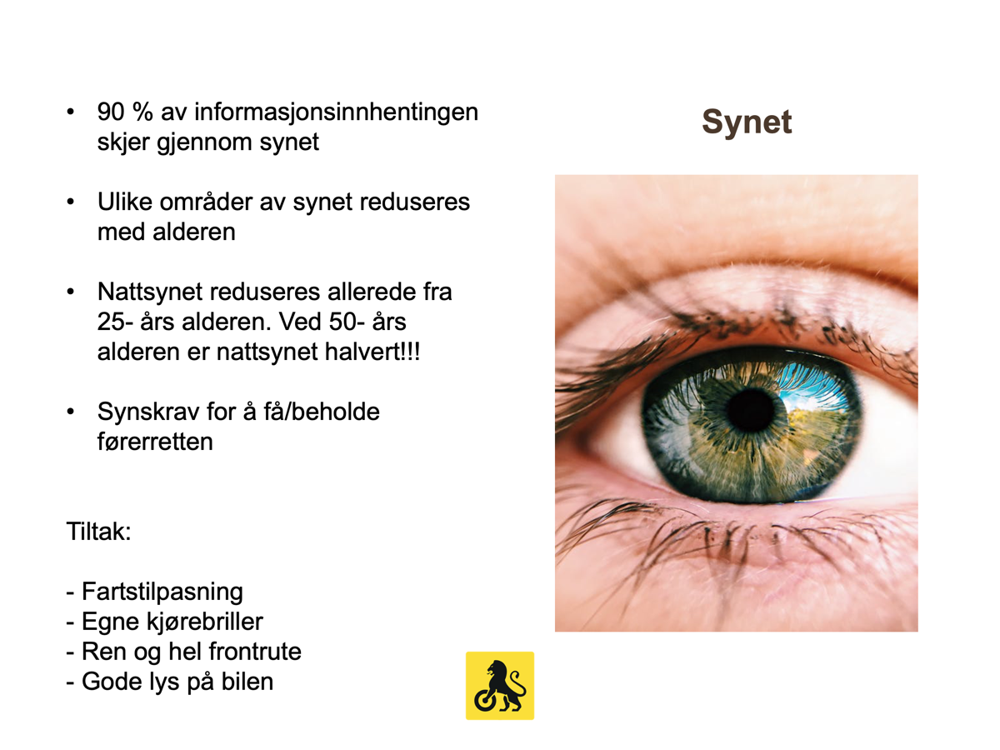 Synet
• 90 % av informasjonsinnhentingen
skjer gjennom synet
• Ulike områder av synet reduseres
med alderen
• Nattsynet reduseres allerede fra
25- års alderen. Ved 50- års
alderen er nattsynet halvert!!!
• Synskrav for å få/beholde
førerretten
Tiltak:
- Fartstilpasning
- Egne kjørebriller
- Ren og hel frontrute
- Gode lys på bilen